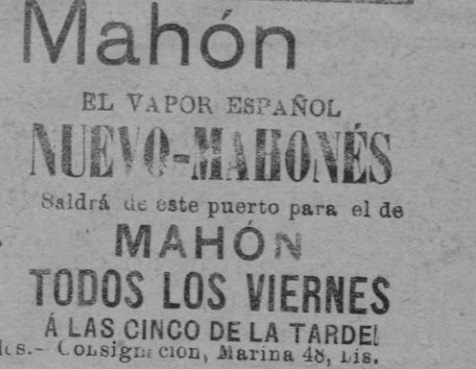 Mahón
EL VAPOR ESPAÑOL
NUEVO-MAHONÉS
Saldrá de este puerto para el de
MAHÓN
TODOS LOS VIERNES
Á LAS CINCO DE LA TARDE
Consignación, Marina 48,